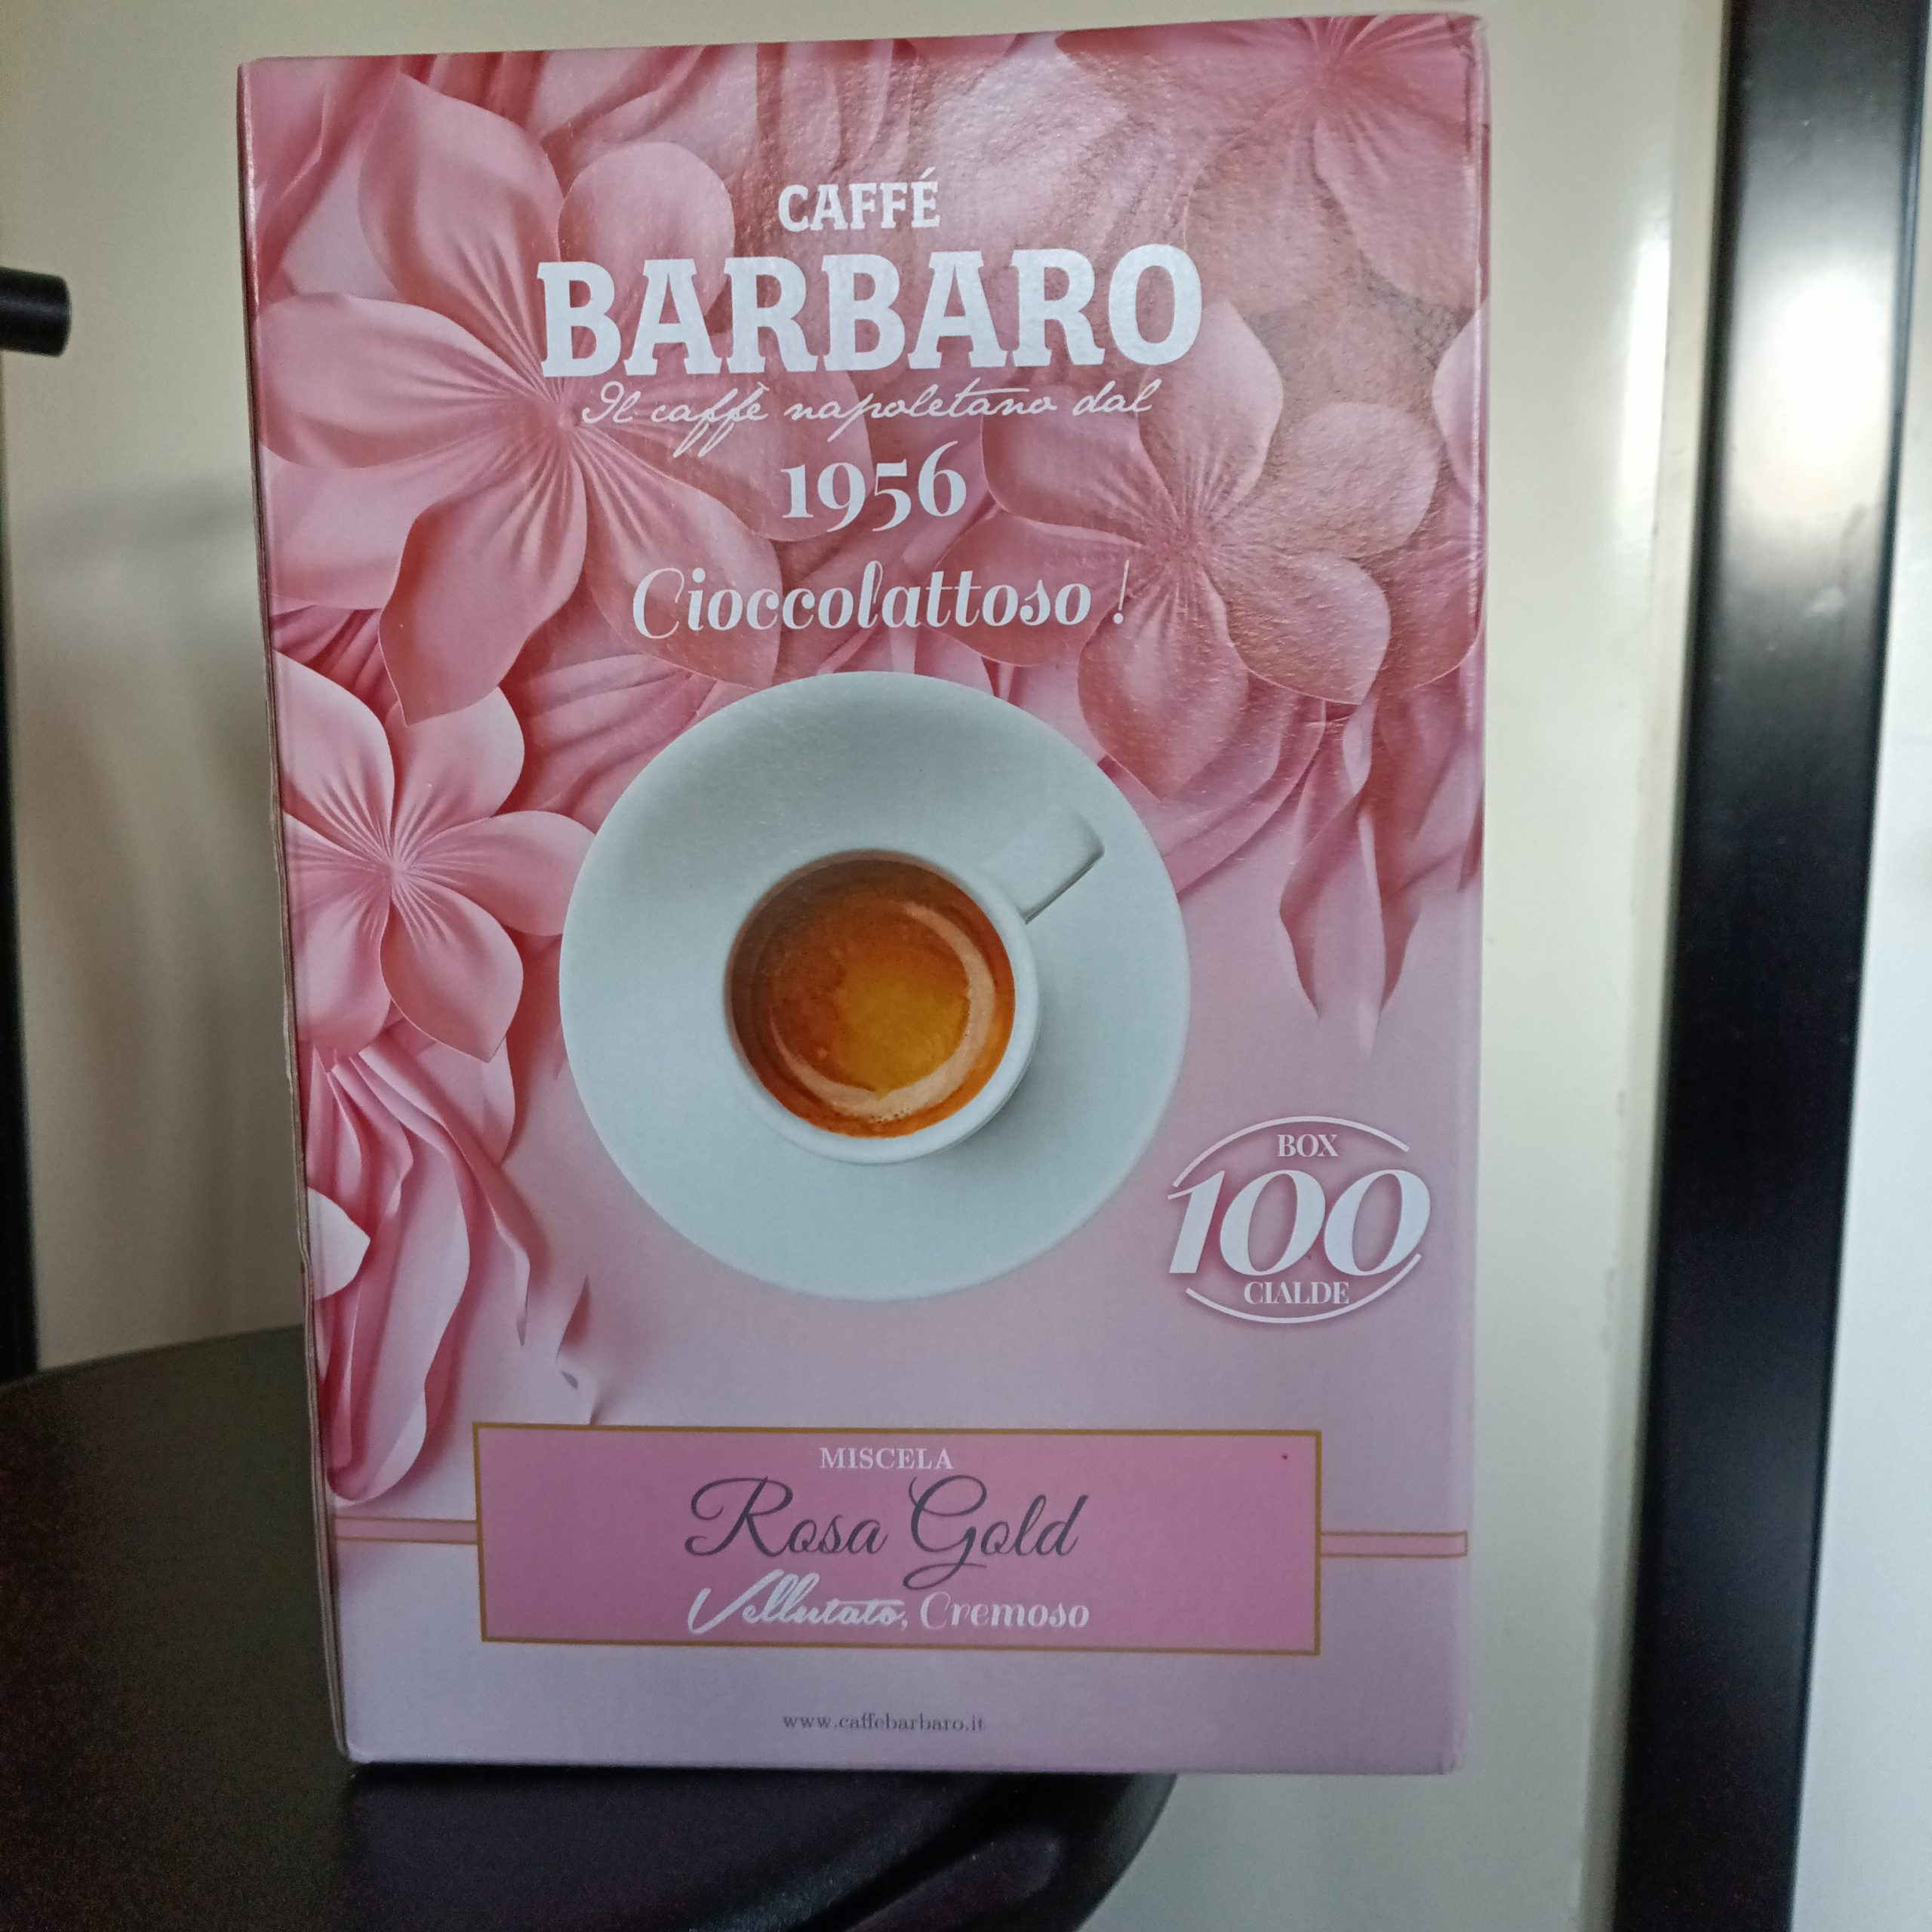 CAFFÉ
BARBARO
Il caffè napoletano dal
1956
Cioccolattoso !
BOX
100
CIALDE
MISCELA
Rosa Gold
Vellutato, Cremoso
www.caffebarbaro.it